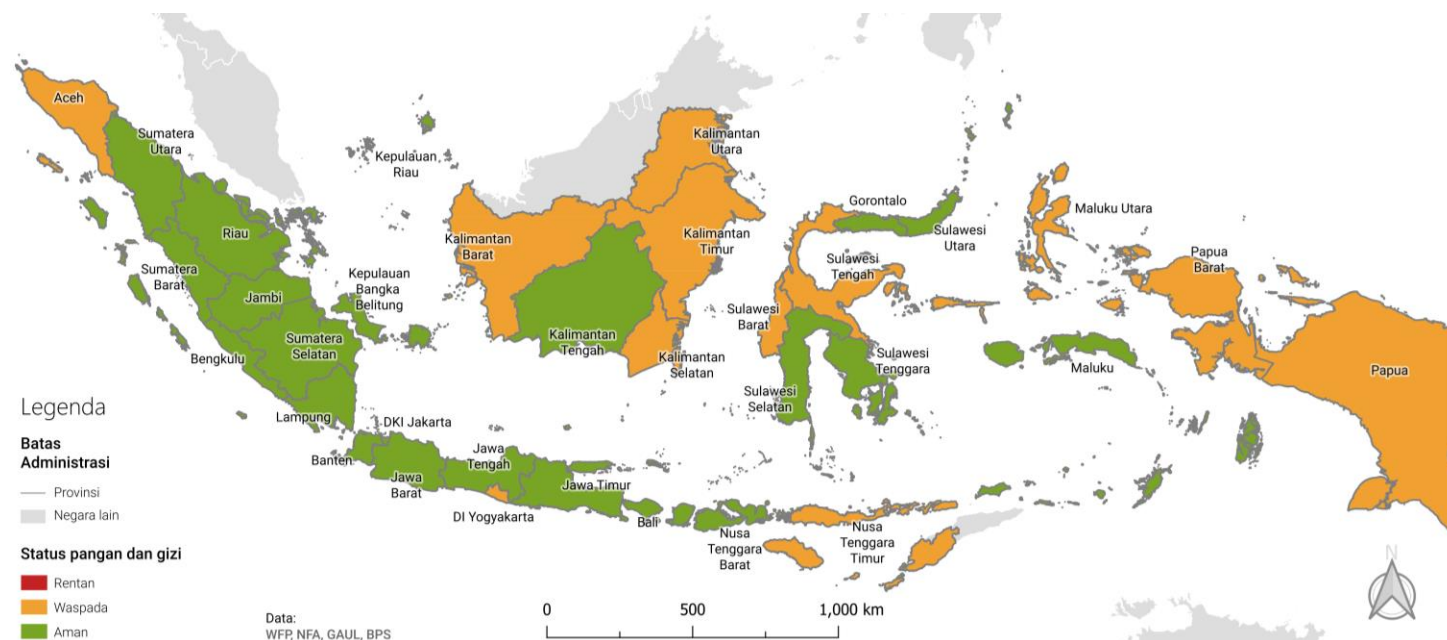 Aceh
Sumatera
Utara
Kepulauan
Riau
Riau
Sumatera
Barat
Jambi
Kepulauan
Bangka
Belitung
Sumatera
Selatan
Bengkulu
Lampung
Kalimantan
Utara
Kalimantan
Barat
Kalimantan
Timur
Kalimantan
Tengah
Kalimantan
Selatan
Gorontalo
Sulawesi
Utara
Sulawesi
Tengah
Sulawesi
Barat
Sulawesi
Tenggara
Sulawesi
Selatan
Maluku Utara
Papua
Barat
Maluku
Papua
DKI Jakarta
Banten
Jawa
Barat
Jawa
Tengah
DI Yogyakarta
Jawa Timur
Bali
Nusa
Tenggara
Barat
Nusa
Tenggara
Timur
Legenda
Batas
Administrasi
Provinsi
Negara lain
Status pangan dan gizi
Rentan
Waspada
Aman
Data:
WFP, NFA, GAUL, BPS
0 500 1,000 km
N